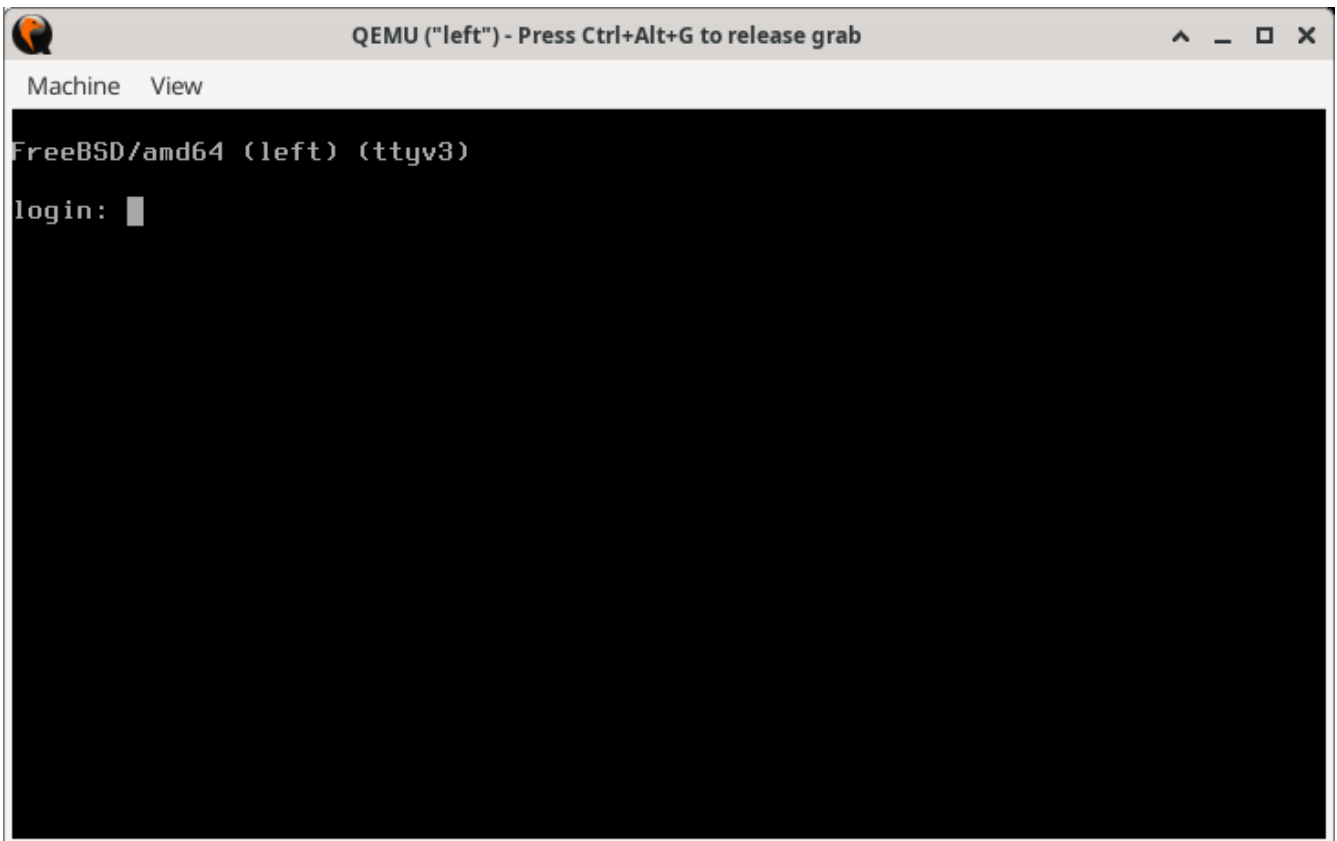 QEMU ("left") - Press Ctrl+Alt+G to release grab
Machine View
FreeBSD/amd64 (left) (ttyv3)
login: